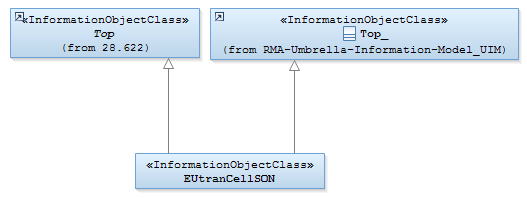 «InformationObjectClass»
Top
(from 28.622)
«InformationObjectClass»
Top_
(from RMA-Umbrella-Information-Model_UIM)
«InformationObjectClass»
EUtranCellSON